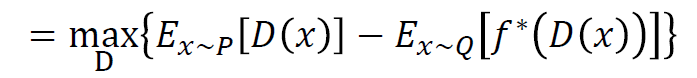 = max_D{E_{x~P}[D(x)] − E_{x~Q}[f*(D(x))]}